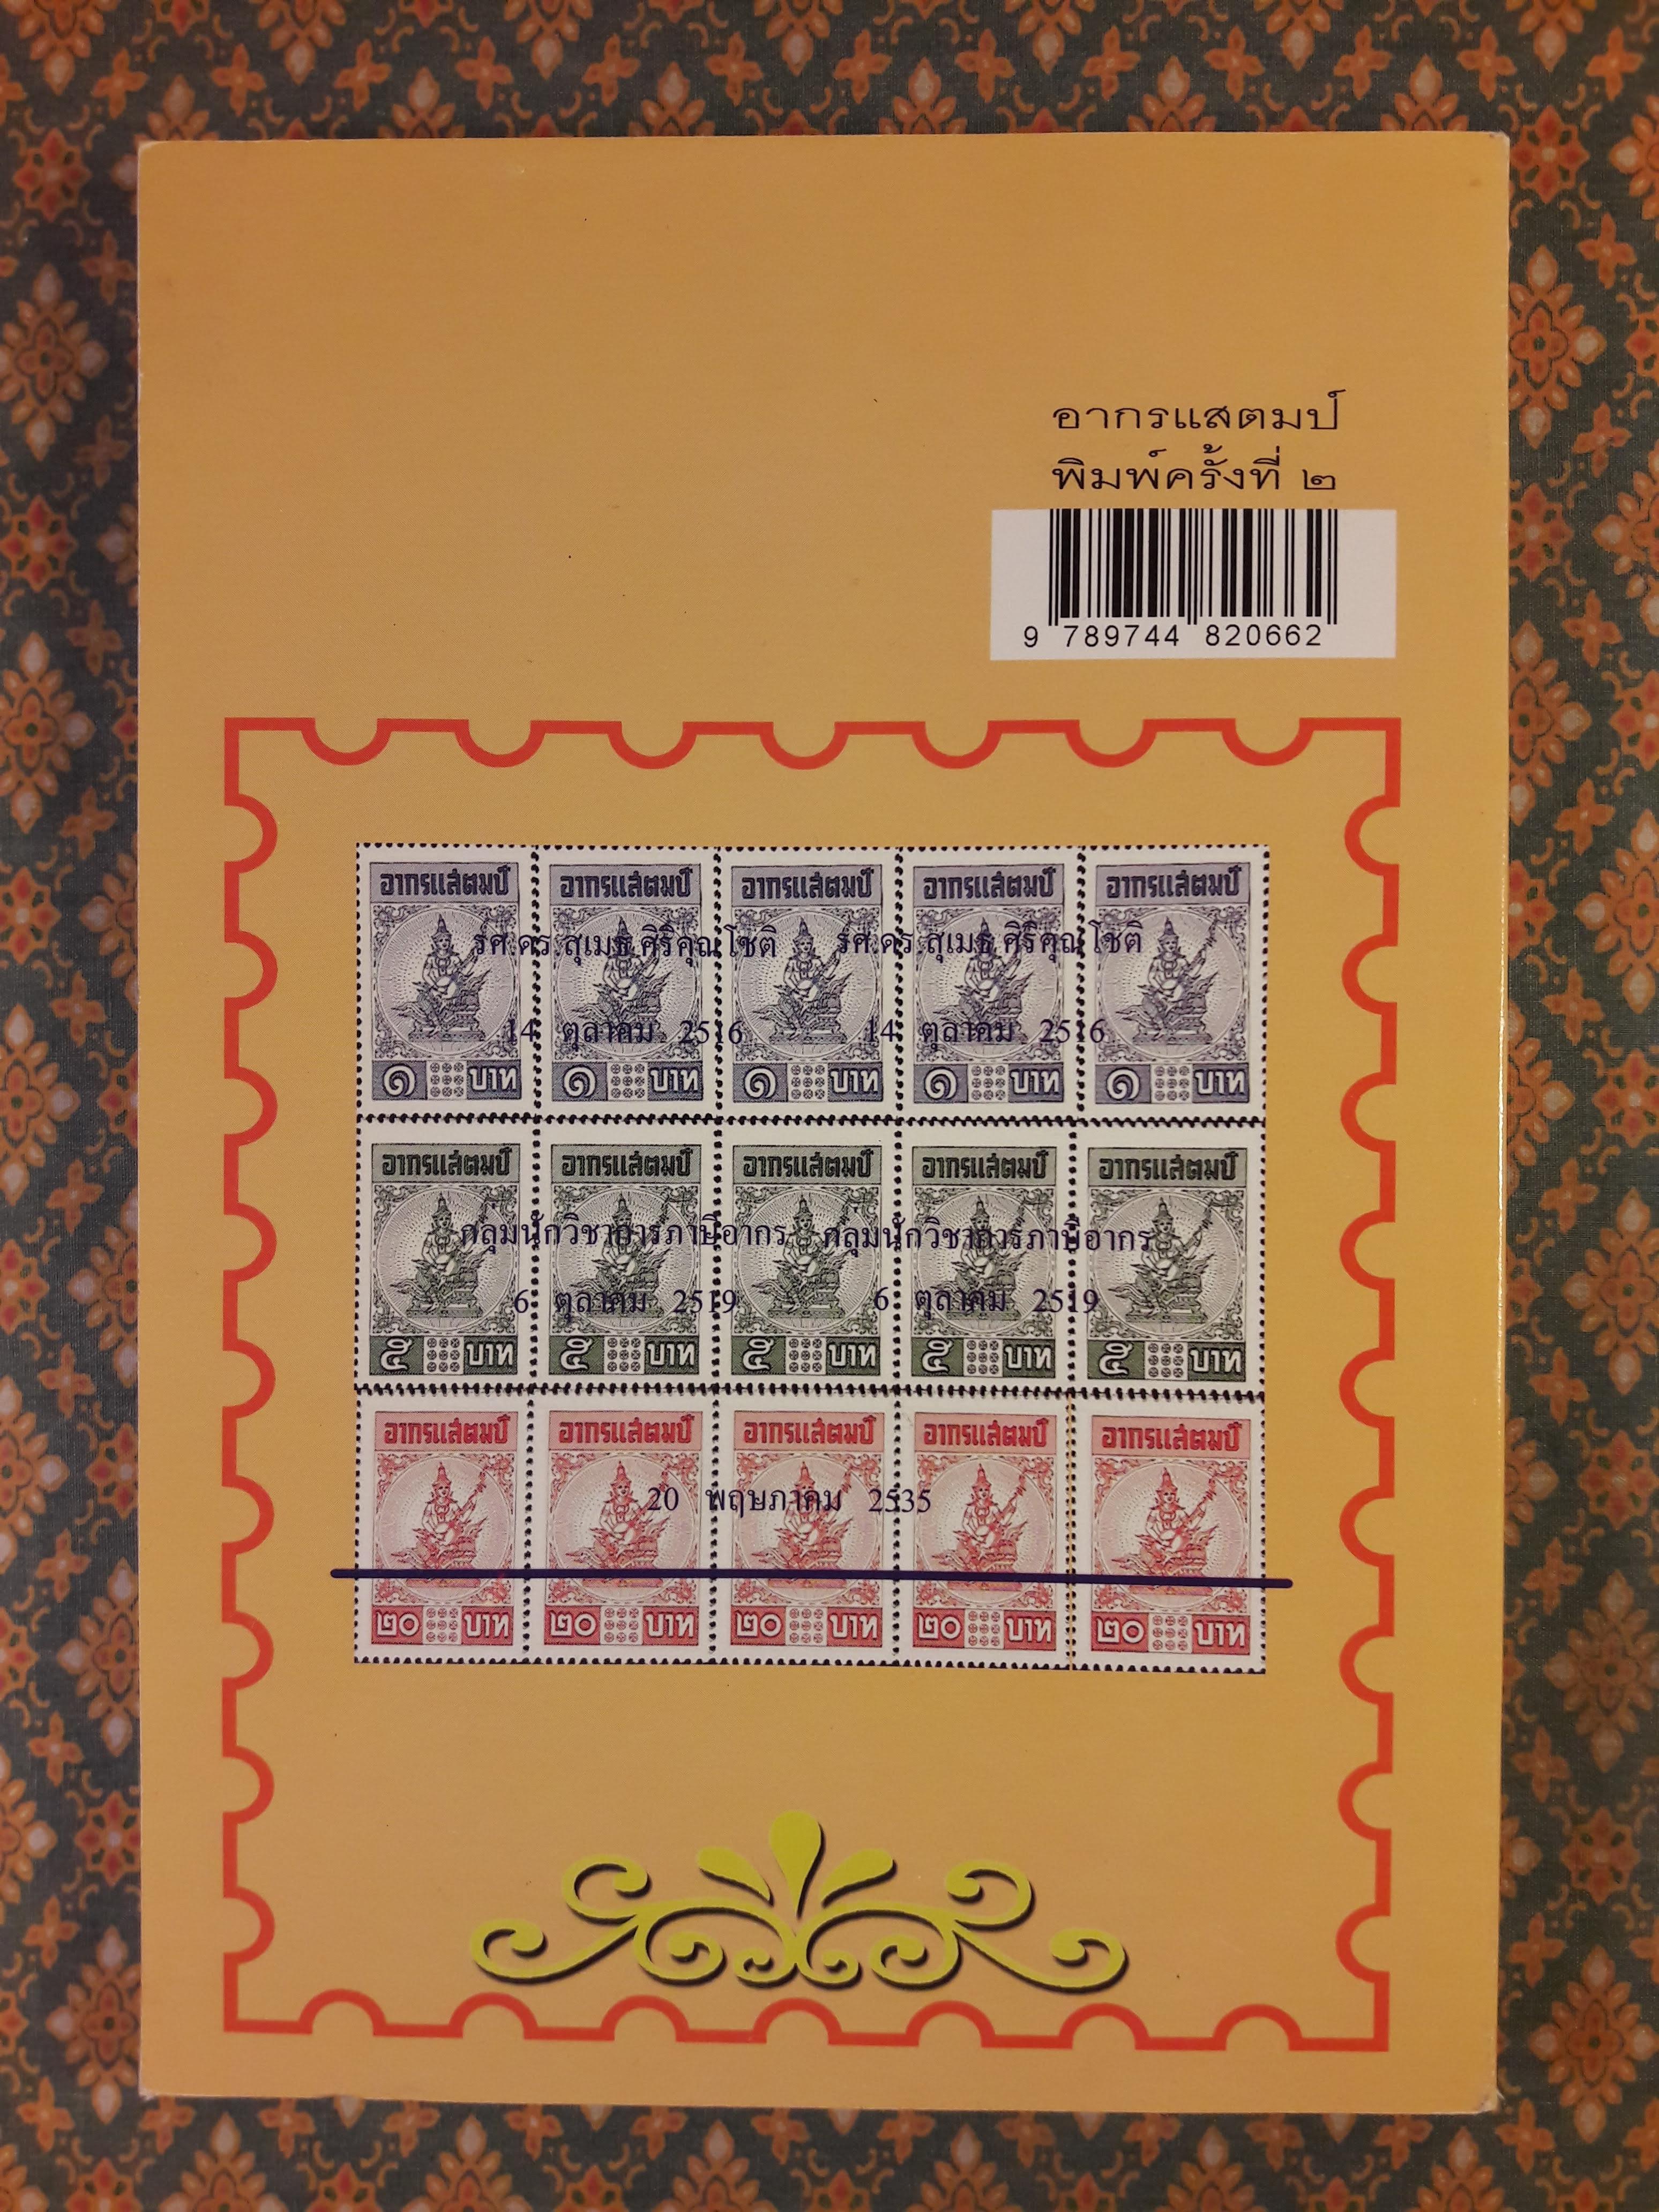 อากรแสตมป์
พิมพ์ครั้งที่ ๒
9 789744 820662
อากรแสตมป์ อากรแสตมป์ อากรแสตมป์ อากรแสตมป์ อากรแสตมป์
รศ.ดร.สุเมธ ศิริคุณโชติ รศ.ดร.สุเมธ ศิริคุณโชติ
14 ตุลาคม 2516 14 ตุลาคม 2516
๑ บาท ๑ บาท ๑ บาท ๑ บาท ๑ บาท
อากรแสตมป์ อากรแสตมป์ อากรแสตมป์ อากรแสตมป์ อากรแสตมป์
กลุ่มนักวิชาการภาษีอากร กลุ่มนักวิชาการภาษีอากร
6 ตุลาคม 2519 6 ตุลาคม 2519
๕ บาท ๕ บาท ๕ บาท ๕ บาท ๕ บาท
อากรแสตมป์ อากรแสตมป์ อากรแสตมป์ อากรแสตมป์ อากรแสตมป์
20 พฤษภาคม 2535
๒๐ บาท ๒๐ บาท ๒๐ บาท ๒๐ บาท ๒๐ บาท